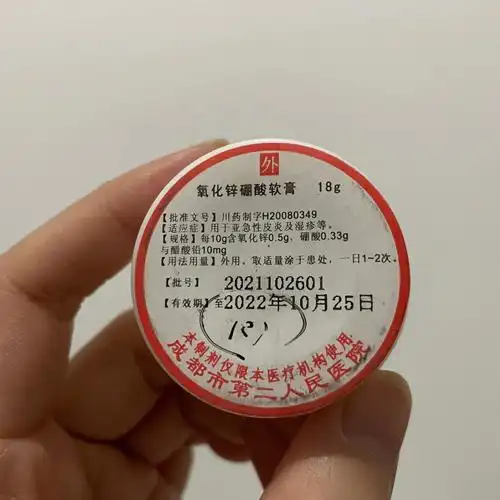 外
氧化锌硼酸软膏 18g
【批准文号】川药制字H20080349
【适应症】用于亚急性皮炎及湿疹等。
【规格】每10g含氧化锌0.5g，硼酸0.33g
与醋酸铅10mg
【用法用量】外用，取适量涂于患处，一日1~2次。
【批号】 2021102601
【有效期】至2022年10月25日
本制剂仅限本医疗机构使用
成都市第二人民医院